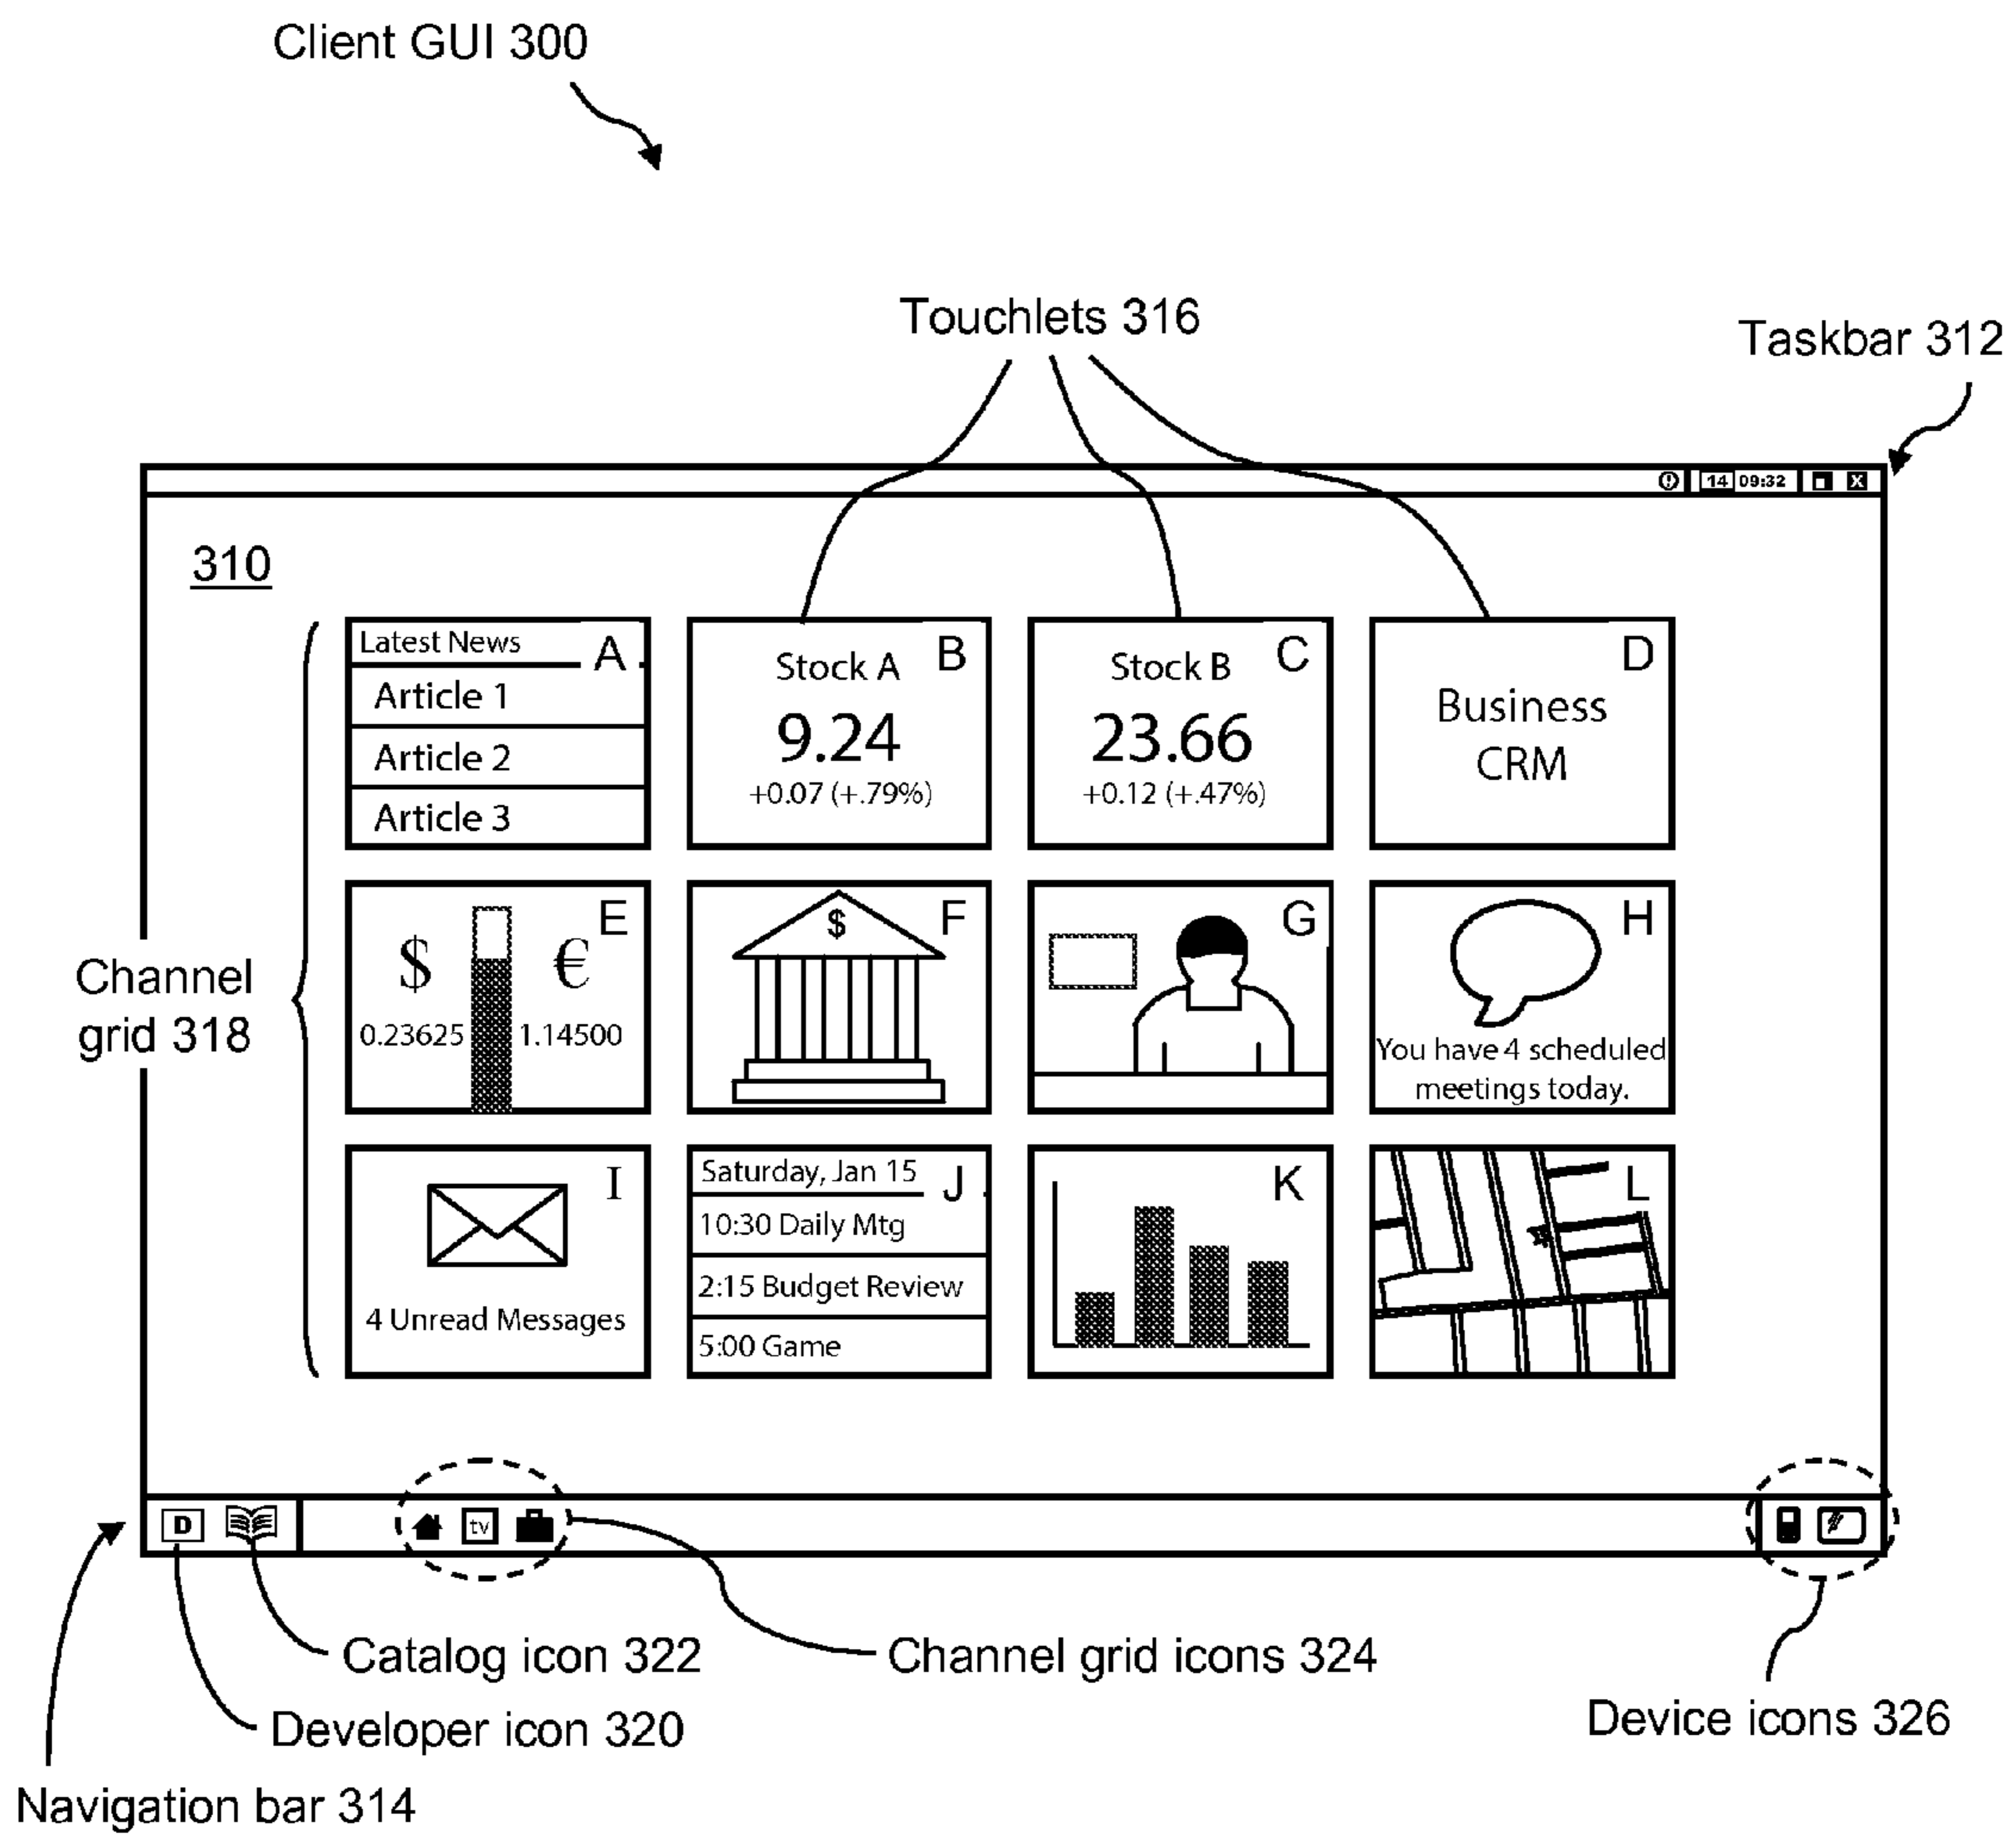 Client GUI 300
Touchlets 316
Taskbar 312
14 09:32 X
310
Latest News A
Article 1
Article 2
Article 3
B
Stock A
9.24
+0.07 (+.79%)
C
Stock B
23.66
+0.12 (+.47%)
D
Business
CRM
Channel
grid 318
E
$ €
0.23625 1.14500
F
$
G
H
You have 4 scheduled
meetings today.
I
4 Unread Messages
Saturday, Jan 15 J
10:30 Daily Mtg
2:15 Budget Review
5:00 Game
K
L
D tv
Catalog icon 322
Channel grid icons 324
Developer icon 320
Device icons 326
Navigation bar 314